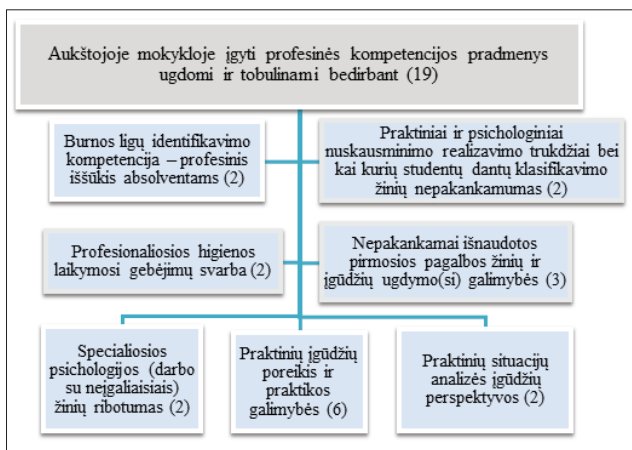 Aukštojoje mokykloje įgyti profesinės kompetencijos pradmenys
ugdomi ir tobulinami bedirbant (19)
Burnos ligų identifikavimo
kompetencija – profesinis
iššūkis absolventams (2)
Praktiniai ir psichologiniai
nuskausminimo realizavimo trukdžiai bei
kai kurių studentų dantų klasifikavimo
žinių nepakankamumas (2)
Profesionaliosios higienos
laikymosi gebėjimų svarba (2)
Nepakankamai išnaudotos
pirmosios pagalbos žinių ir
įgūdžių ugdymo(si) galimybės (3)
Specialiosios
psichologijos (darbo
su neįgaliaisiais)
žinių ribotumas (2)
Praktinių įgūdžių
poreikis ir
praktikos
galimybės (6)
Praktinių situacijų
analizės įgūdžių
perspektyvos (2)